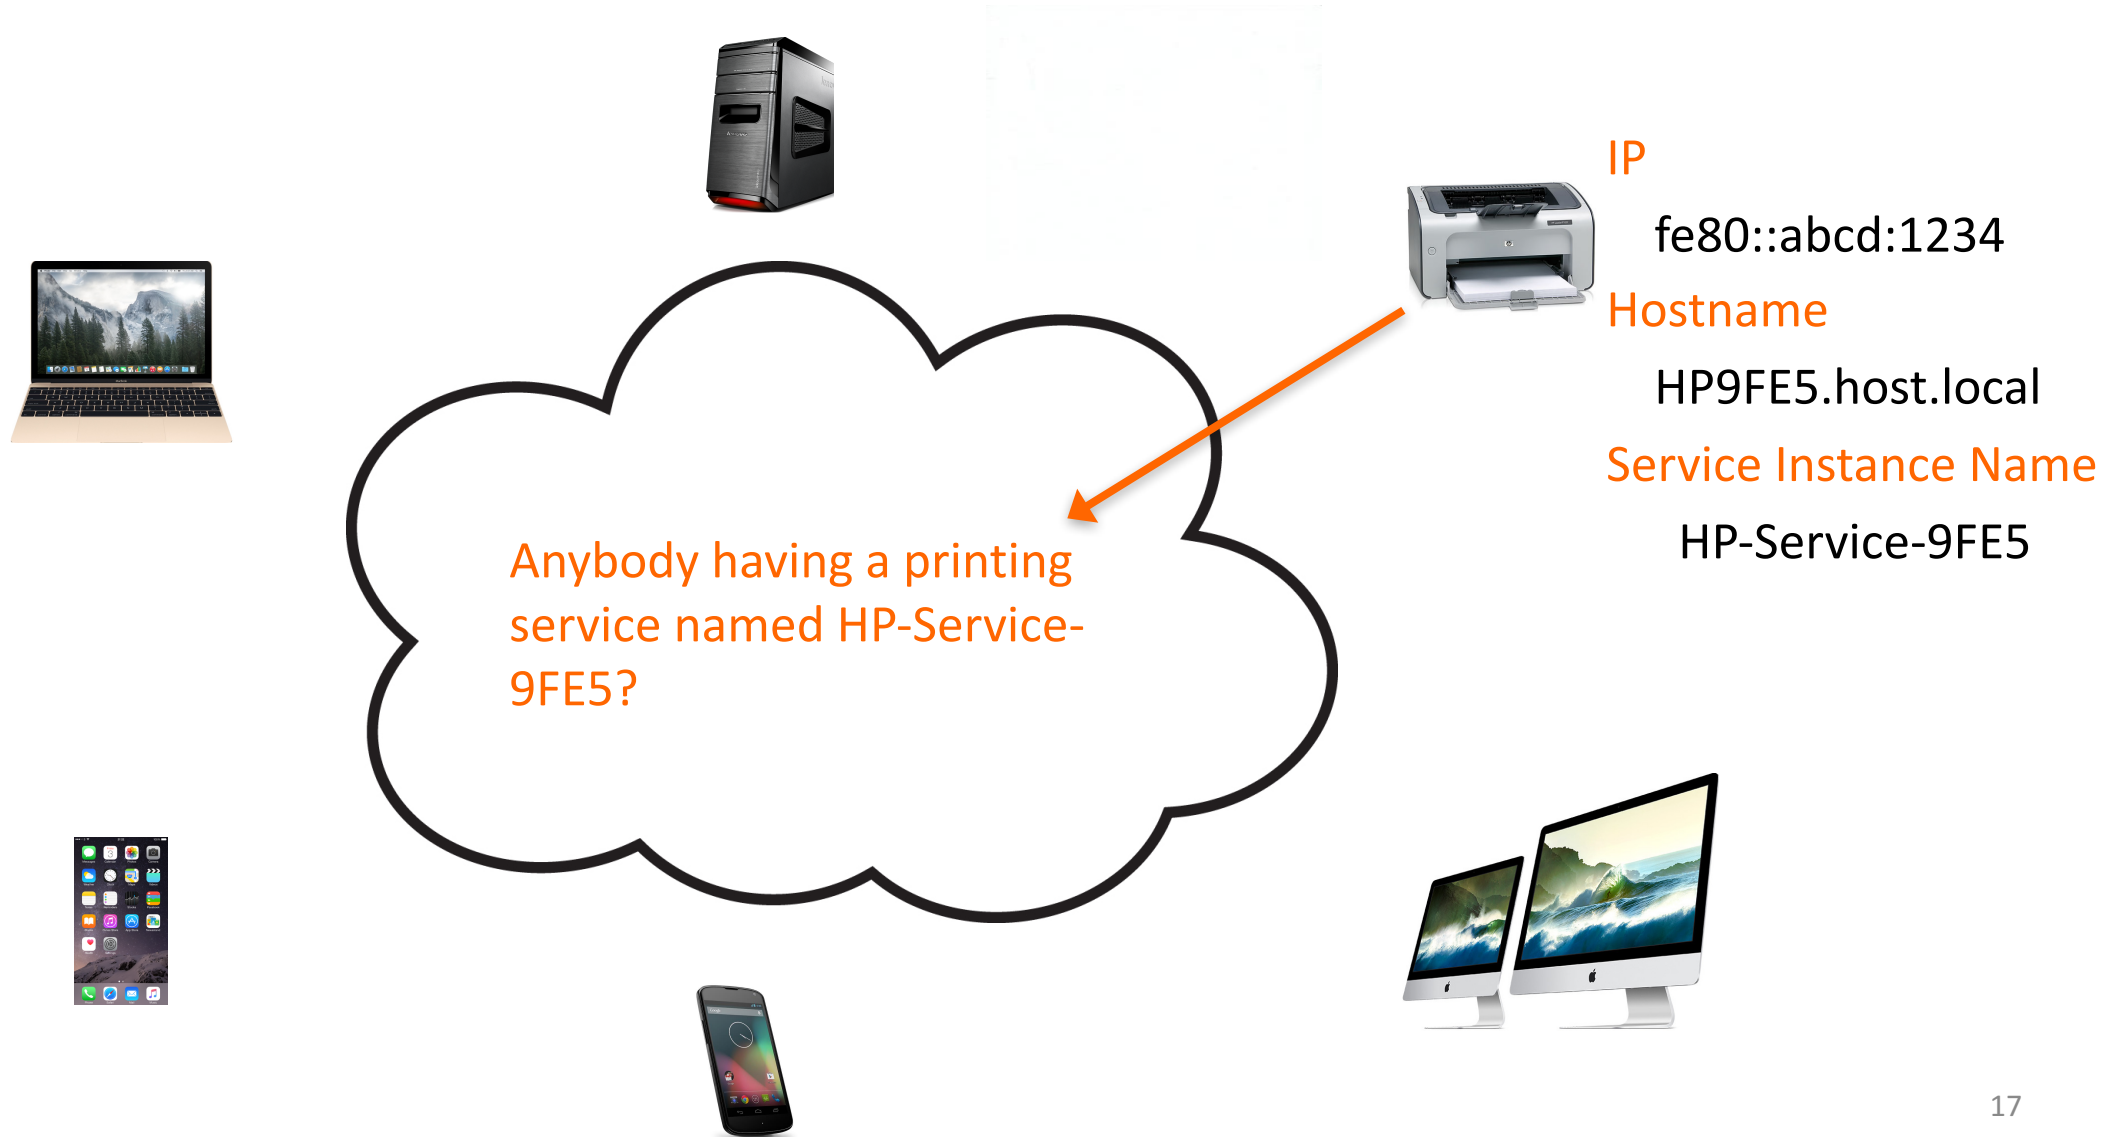 IP
fe80::abcd:1234
Hostname
HP9FE5.host.local
Service Instance Name
HP-Service-9FE5
Anybody having a printing
service named HP-Service-
9FE5?
17